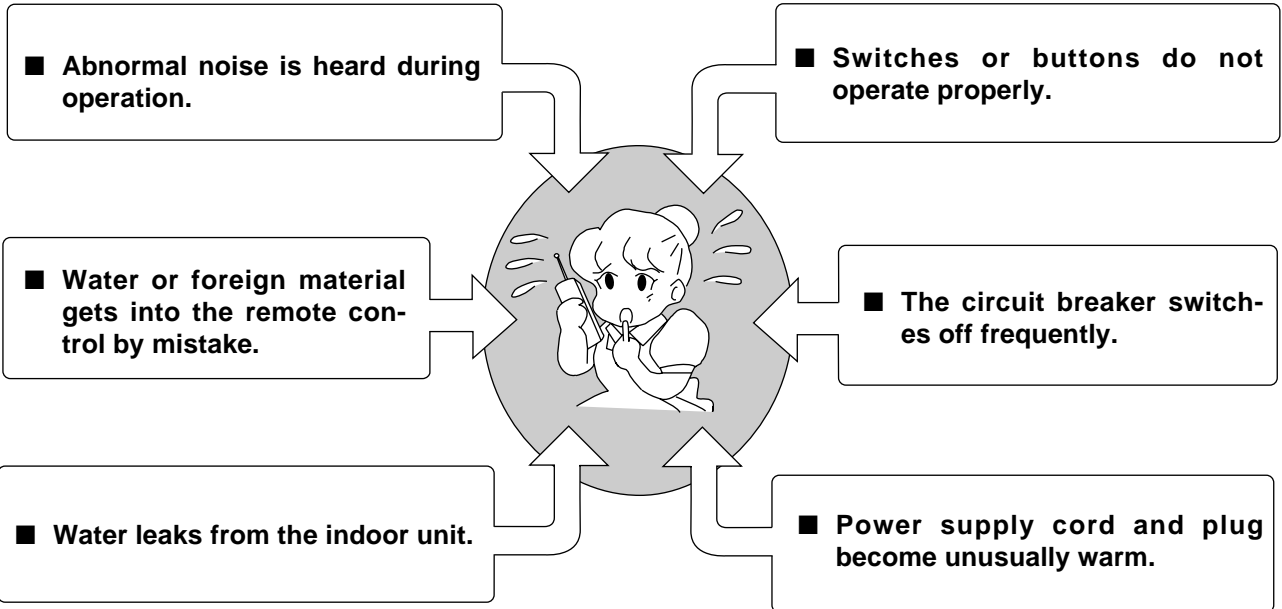 ■ Abnormal noise is heard during
operation.
■ Switches or buttons do not
operate properly.
■ Water or foreign material
gets into the remote con-
trol by mistake.
■ The circuit breaker switch-
es off frequently.
■ Water leaks from the indoor unit.
■ Power supply cord and plug
become unusually warm.